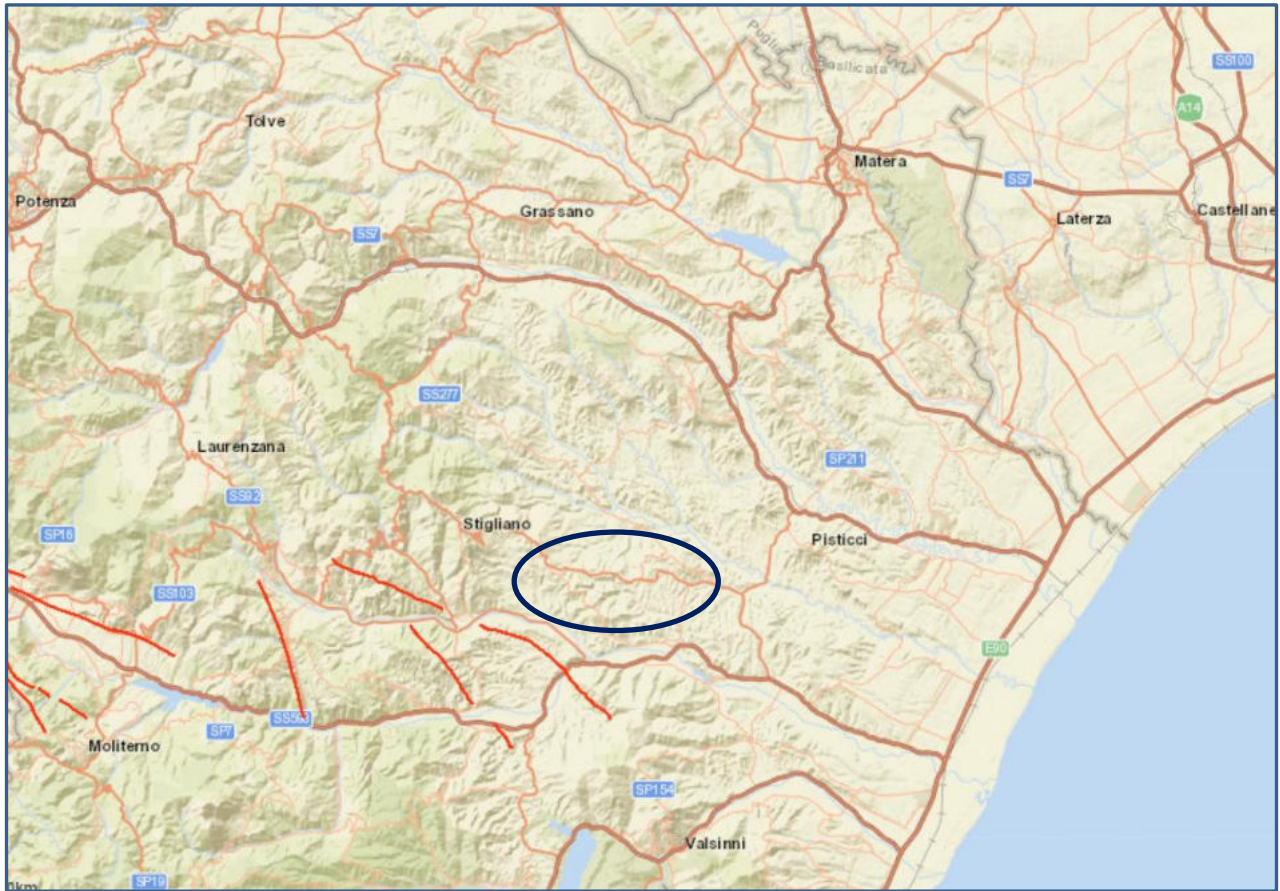 Puglia
Basilicata
SS100
A14
Tolve
Matera
SS7
Potenza
Grassano
Laterza
Castellane
SS7
SS277
Laurenzana
SP211
SS92
Stigliano
SP16
Pisticci
SS103
E90
SP7
Moliterno
SP154
Valsinni
SP19
km